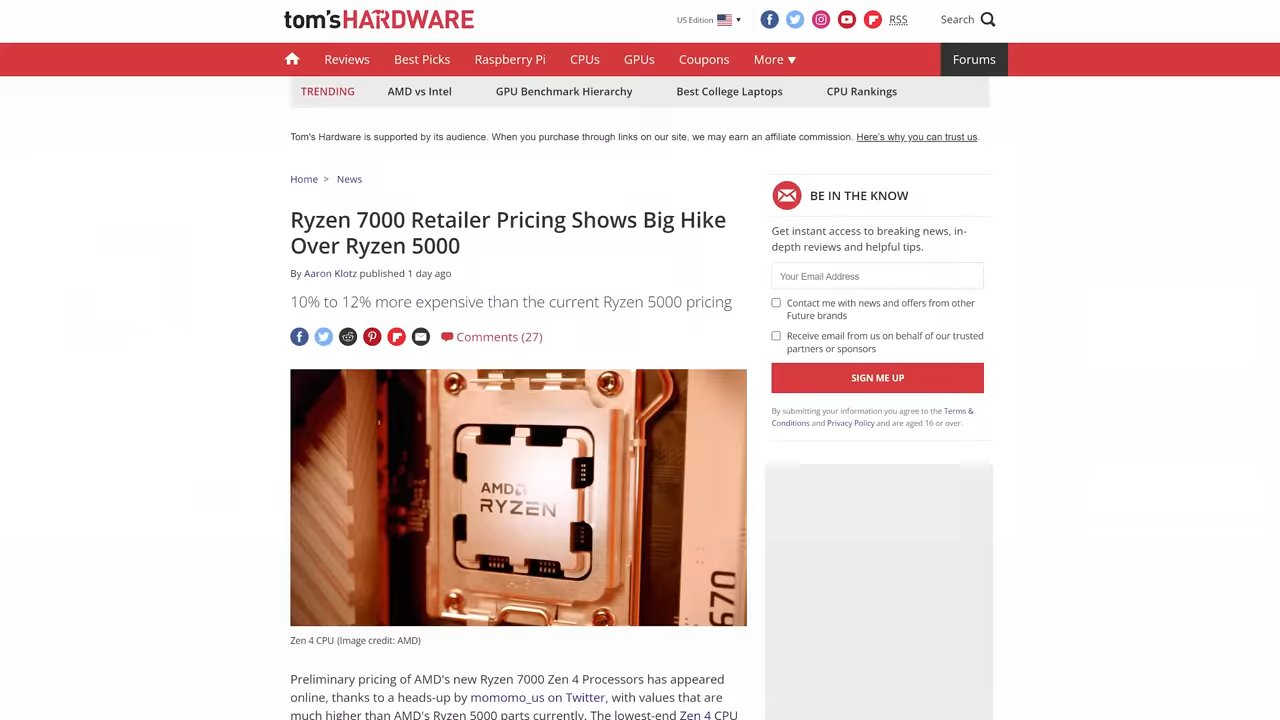 tom'sHARDWARE
US Edition
RSS
Search
Reviews
Best Picks
Raspberry Pi
CPUs
GPUs
Coupons
More
Forums
TRENDING
AMD vs Intel
GPU Benchmark Hierarchy
Best College Laptops
CPU Rankings
Tom's Hardware is supported by its audience. When you purchase through links on our site, we may earn an affiliate commission. Here's why you can trust us.
Home > News
Ryzen 7000 Retailer Pricing Shows Big Hike
Over Ryzen 5000
By Aaron Klotz published 1 day ago
10% to 12% more expensive than the current Ryzen 5000 pricing
Comments (27)
AMD
RYZEN
670
Zen 4 CPU (Image credit: AMD)
Preliminary pricing of AMD's new Ryzen 7000 Zen 4 Processors has appeared
online, thanks to a heads-up by momomo_us on Twitter, with values that are
much higher than AMD's Ryzen 5000 parts currently. The lowest-end Zen 4 CPU
BE IN THE KNOW
Get instant access to breaking news, in-
depth reviews and helpful tips.
Your Email Address
Contact me with news and offers from other
Future brands
Receive email from us on behalf of our trusted
partners or sponsors
SIGN ME UP
By submitting your information you agree to the Terms &
Conditions and Privacy Policy and are aged 16 or over.